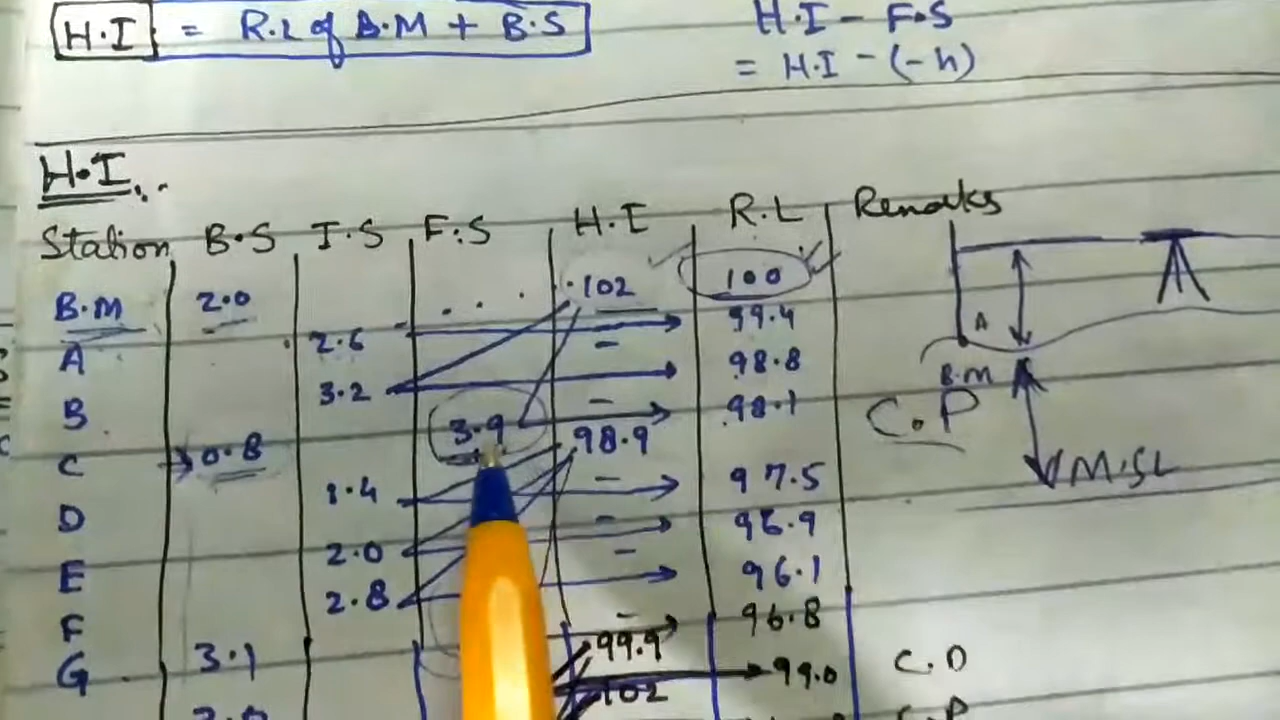 H.I = R.L of B.M + B.S
H.I - F.S
= H.I - (-h)
H.I..
Station B.S I.S F.S H.I R.L Remarks
B.M 2.0 102 100
A 2.6 - 99.4
B 3.2 - 98.8
C 0.8 3.9 98.9 98.1 C.P
D 1.4 - 97.5
E 2.0 - 96.9
F 2.8 - 96.1
G 3.1 99.9 96.8
102 99.0 C.D
A
B.M
M.SL